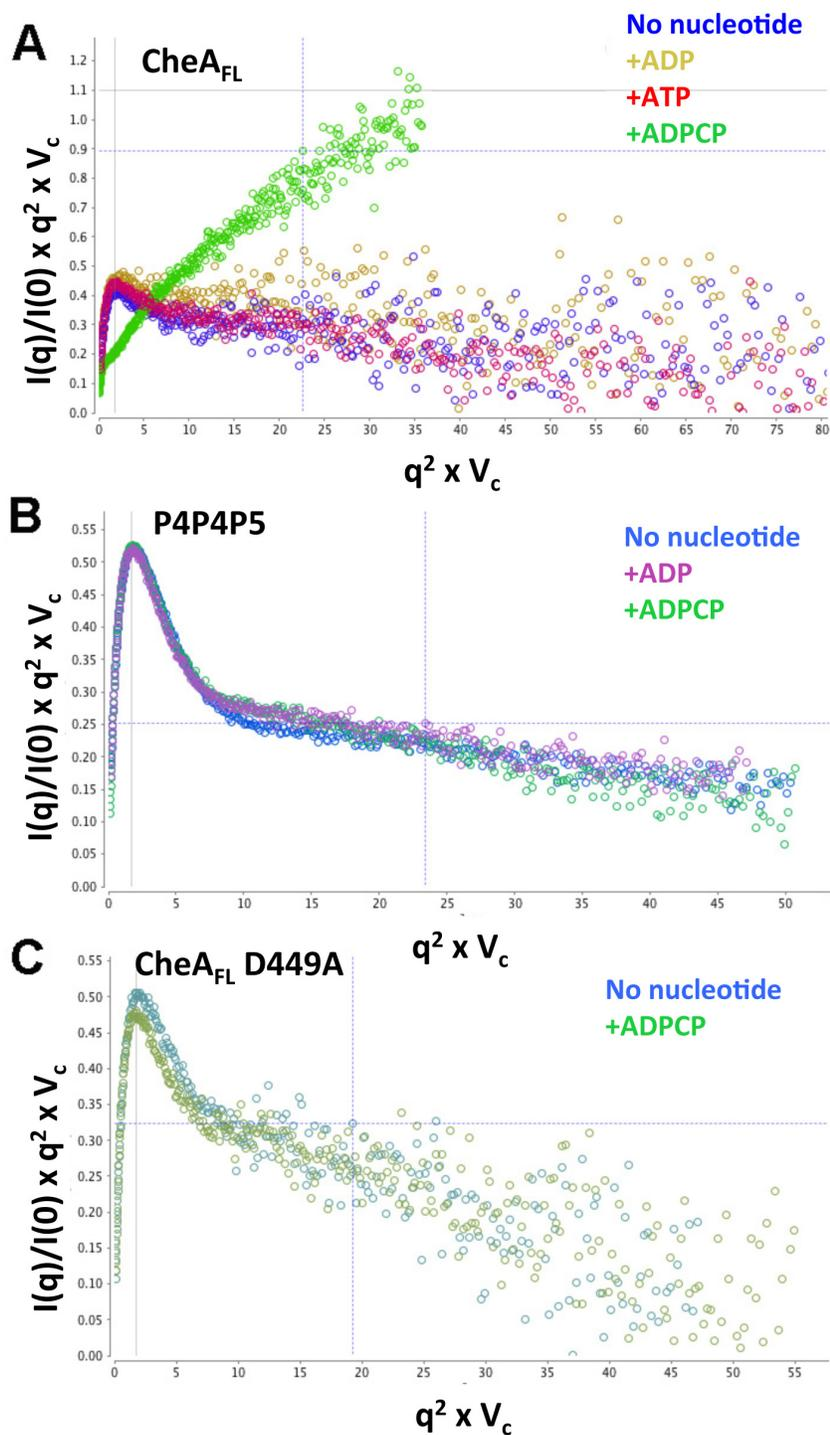 A
CheA_FL
No nucleotide
+ADP
+ATP
+ADPCP
I(q)/I(0) x q² x V_c
1.2
1.1
1.0
0.9
0.8
0.7
0.6
0.5
0.4
0.3
0.2
0.1
0.0
0 5 10 15 20 25 30 35 40 45 50 55 60 65 70 75 80
q² x V_c
B
P4P4P5
No nucleotide
+ADP
+ADPCP
I(q)/I(0) x q² x V_c
0.55
0.50
0.45
0.40
0.35
0.30
0.25
0.20
0.15
0.10
0.05
0.00
0 5 10 15 20 25 30 35 40 45 50
q² x V_c
C
CheA_FL D449A
No nucleotide
+ADPCP
I(q)/I(0) x q² x V_c
0.55
0.50
0.45
0.40
0.35
0.30
0.25
0.20
0.15
0.10
0.05
0.00
0 5 10 15 20 25 30 35 40 45 50 55
q² x V_c